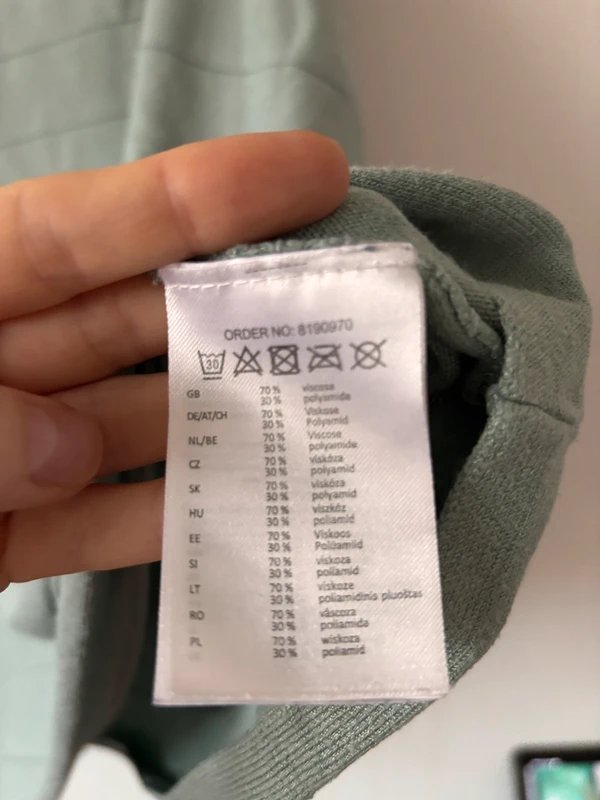 ORDER NO: 8190970
30
GB 70 % viscose
30 % polyamide
DE/AT/CH 70 % Viskose
30 % Polyamid
NL/BE 70 % Viscose
30 % polyamide
CZ 70 % viskóza
30 % polyamid
SK 70 % viskóza
30 % polyamid
HU 70 % viszkóz
30 % poliamid
EE 70 % Viskoos
30 % Polüamiid
SI 70 % viskoza
30 % poliamid
LT 70 % viskozė
30 % poliamidinis pluoštas
RO 70 % vâscoza
30 % poliamida
PL 70 % wiskoza
30 % poliamid